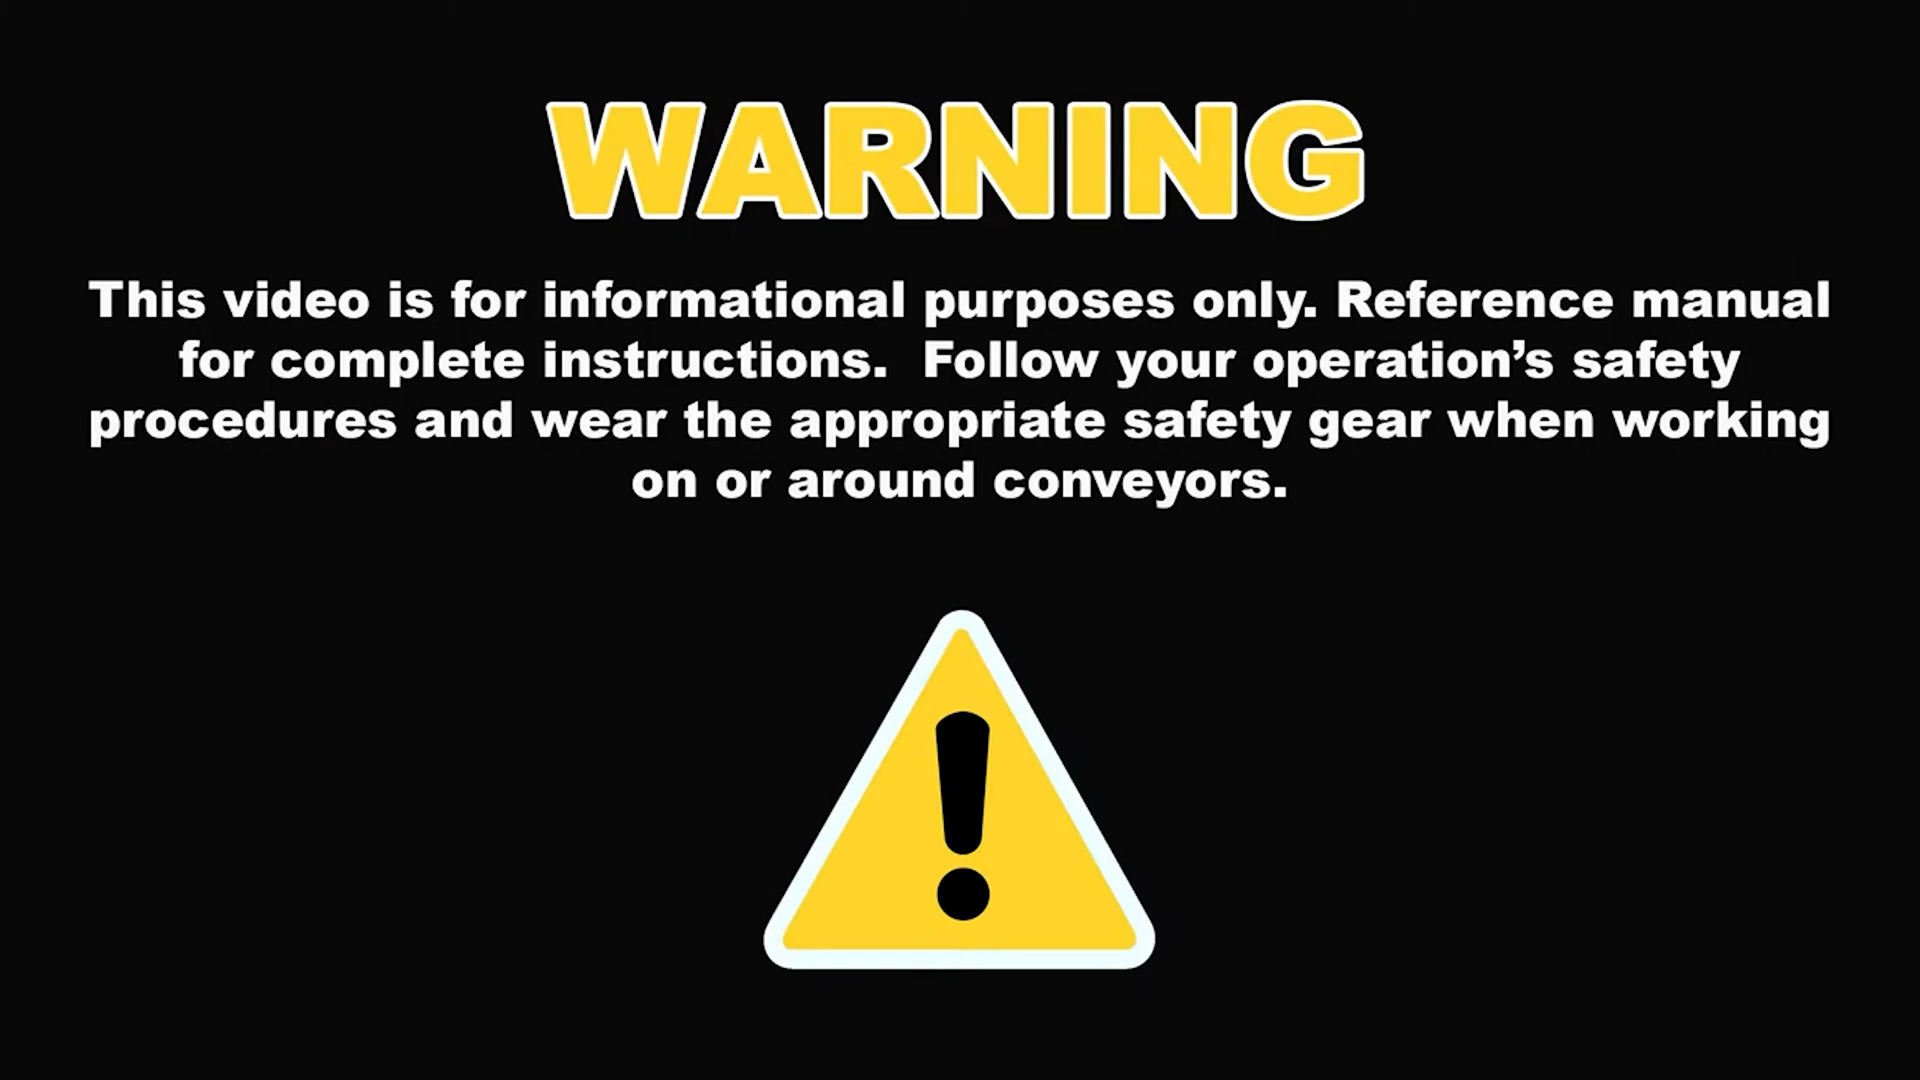 WARNING
This video is for informational purposes only. Reference manual
for complete instructions.  Follow your operation’s safety
procedures and wear the appropriate safety gear when working
on or around conveyors.
!